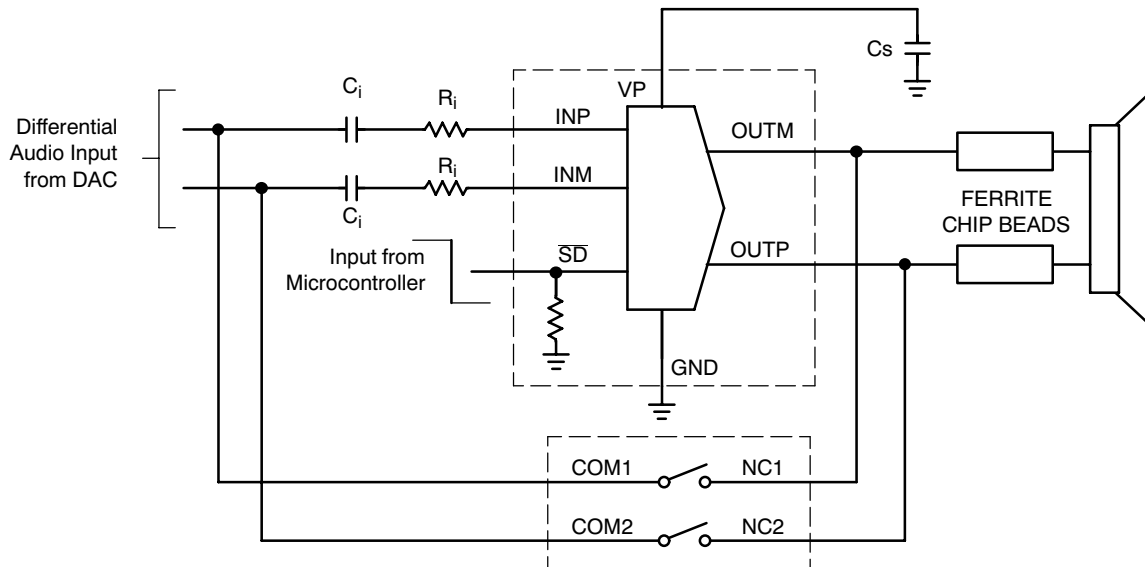 Differential
Audio Input
from DAC
Ci
Ri
INP
Ri
INM
Ci
Input from
Microcontroller
SD
VP
Cs
OUTM
OUTP
GND
FERRITE
CHIP BEADS
COM1
NC1
COM2
NC2